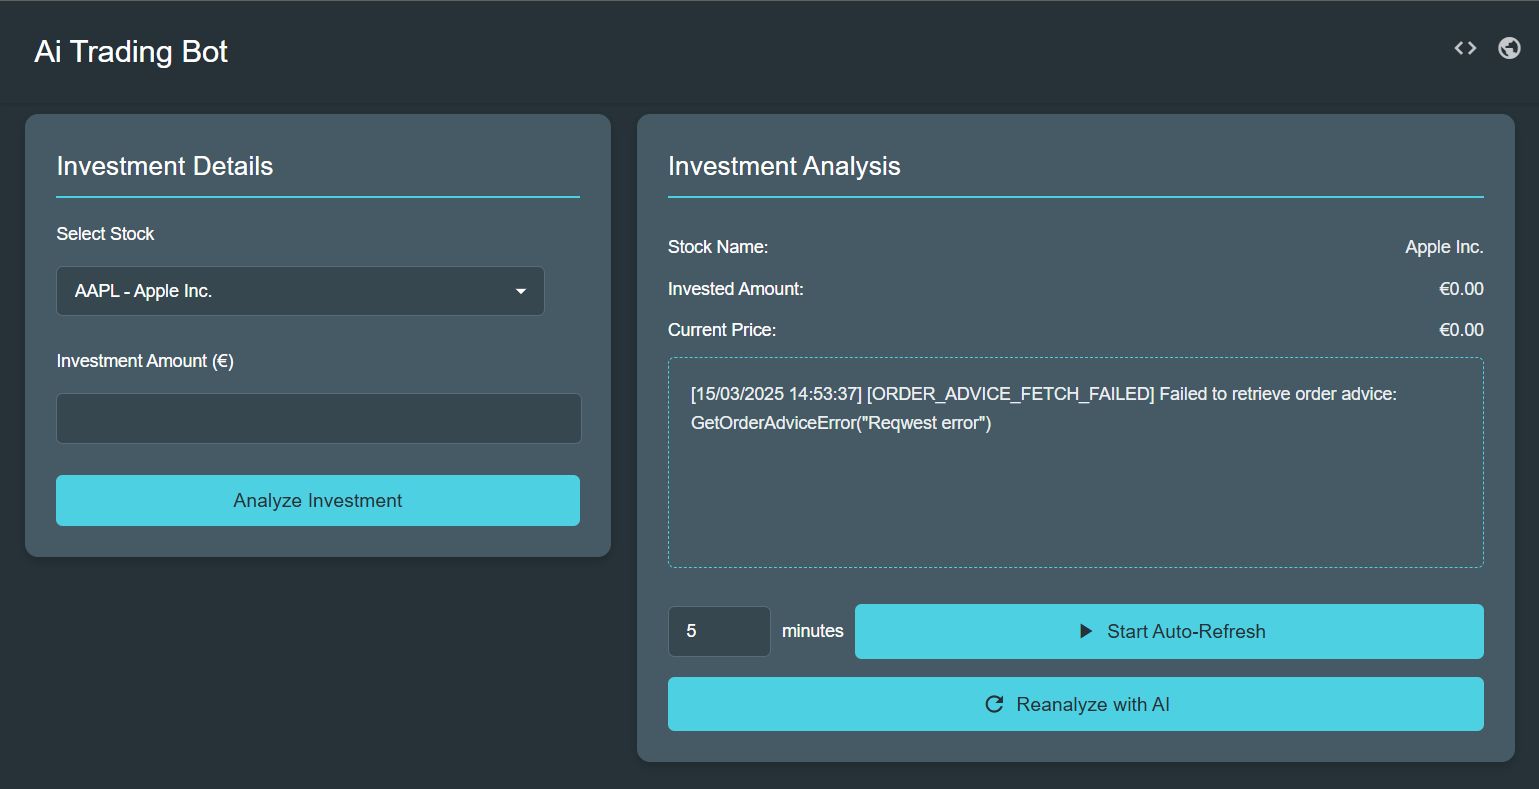 Ai Trading Bot
Investment Details
Select Stock
AAPL - Apple Inc.
Investment Amount (€)
Analyze Investment
Investment Analysis
Stock Name: Apple Inc.
Invested Amount: €0.00
Current Price: €0.00
[15/03/2025 14:53:37] [ORDER_ADVICE_FETCH_FAILED] Failed to retrieve order advice:
GetOrderAdviceError("Reqwest error")
5 minutes Start Auto-Refresh
Reanalyze with AI